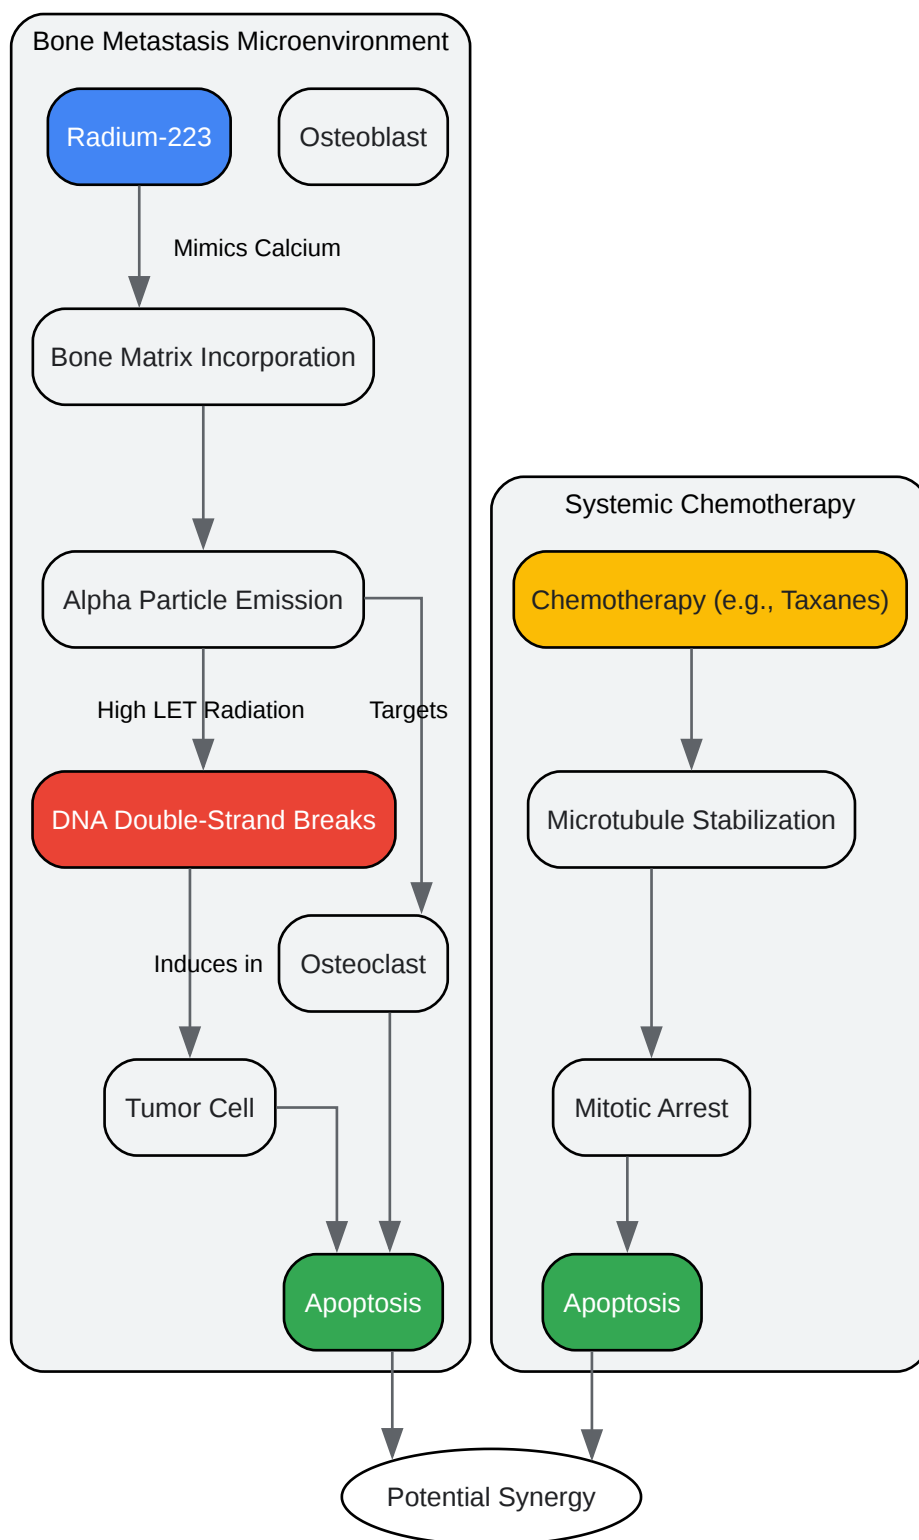 Bone Metastasis Microenvironment
Radium-223
Osteoblast
Mimics Calcium
Bone Matrix Incorporation
Alpha Particle Emission
High LET Radiation
Targets
DNA Double-Strand Breaks
Induces in
Osteoclast
Tumor Cell
Apoptosis
Systemic Chemotherapy
Chemotherapy (e.g., Taxanes)
Microtubule Stabilization
Mitotic Arrest
Apoptosis
Potential Synergy